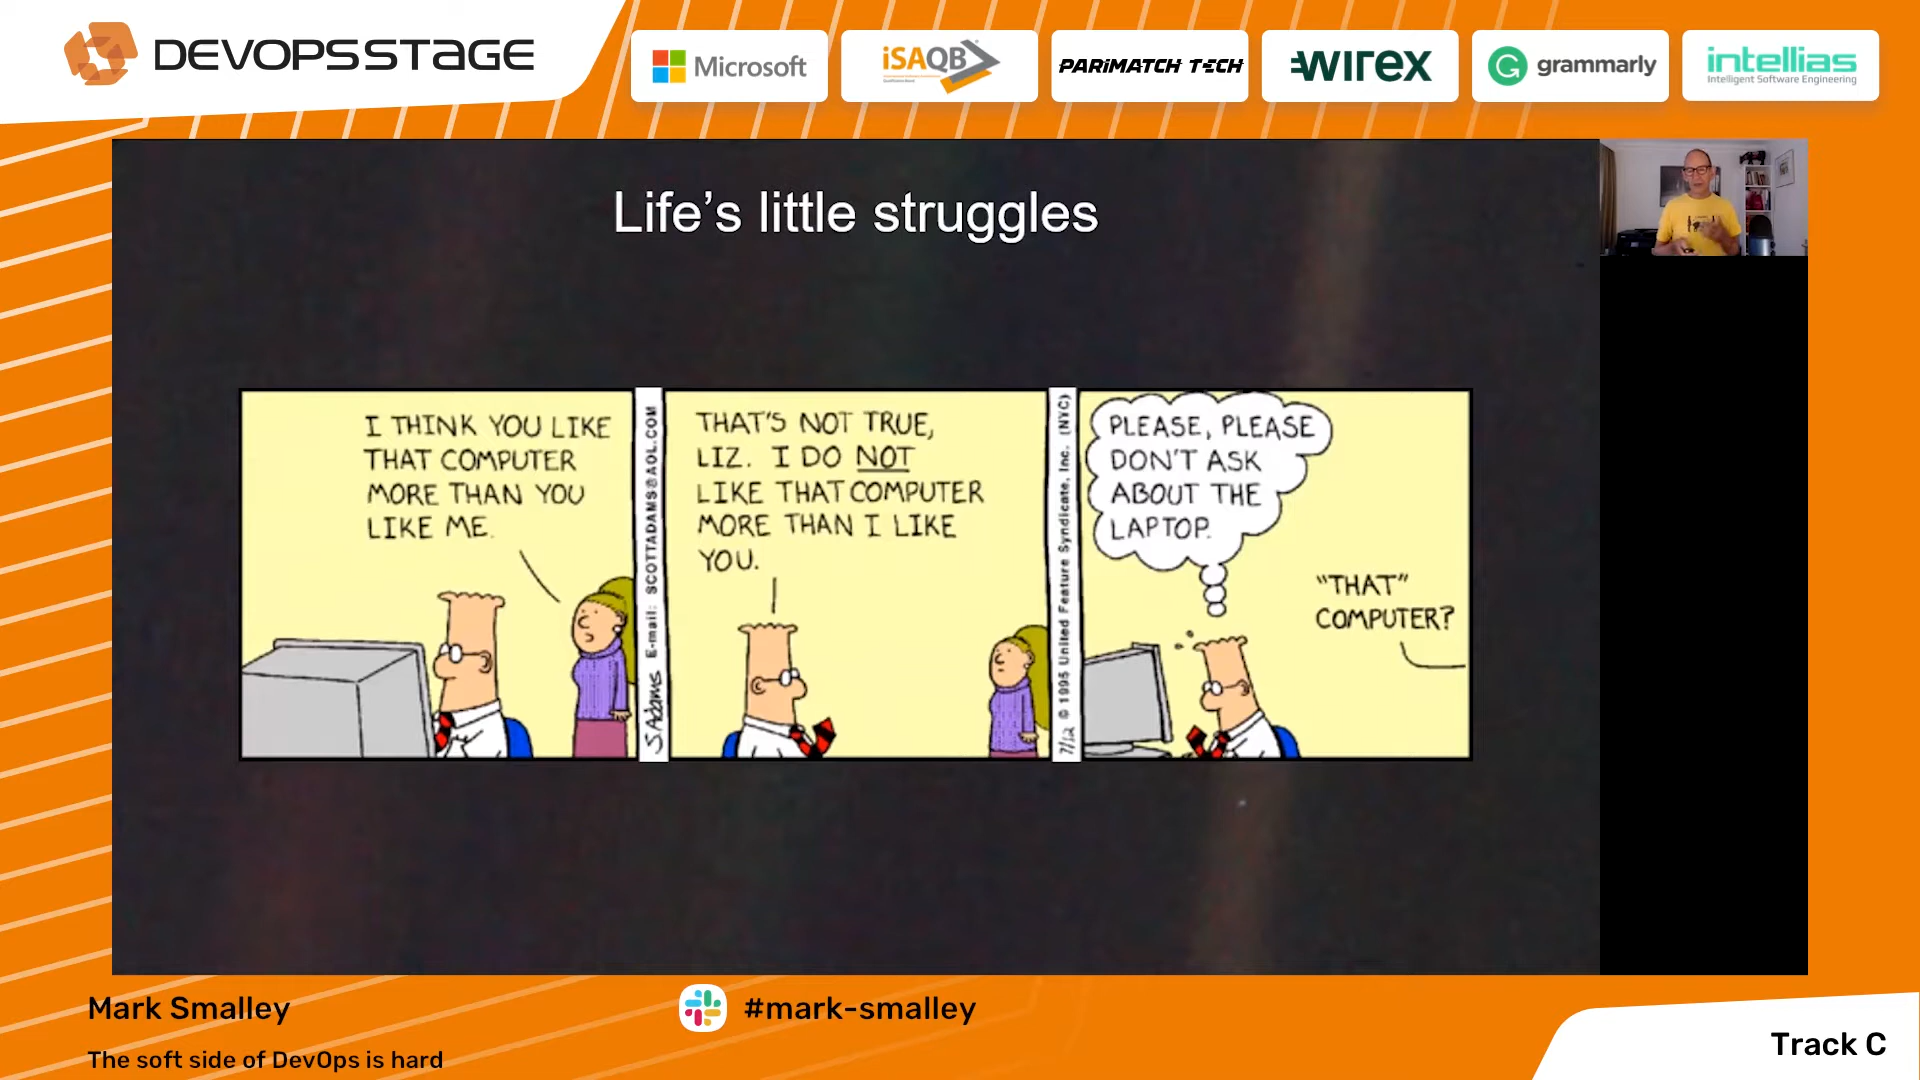 DEVOPSSTAGE
Microsoft
iSAQB
PARIMATCH TECH
WIREX
grammarly
intellias
Intelligent Software Engineering
Life's little struggles
I THINK YOU LIKE
THAT COMPUTER
MORE THAN YOU
LIKE ME.
S Adams E-mail: SCOTTADAMS@AOL.COM
THAT'S NOT TRUE,
LIZ. I DO NOT
LIKE THAT COMPUTER
MORE THAN I LIKE
YOU.
7/12 © 1995 United Feature Syndicate, Inc. (NYC)
PLEASE, PLEASE
DON'T ASK
ABOUT THE
LAPTOP.
"THAT"
COMPUTER?
Mark Smalley
#mark-smalley
The soft side of DevOps is hard
Track C